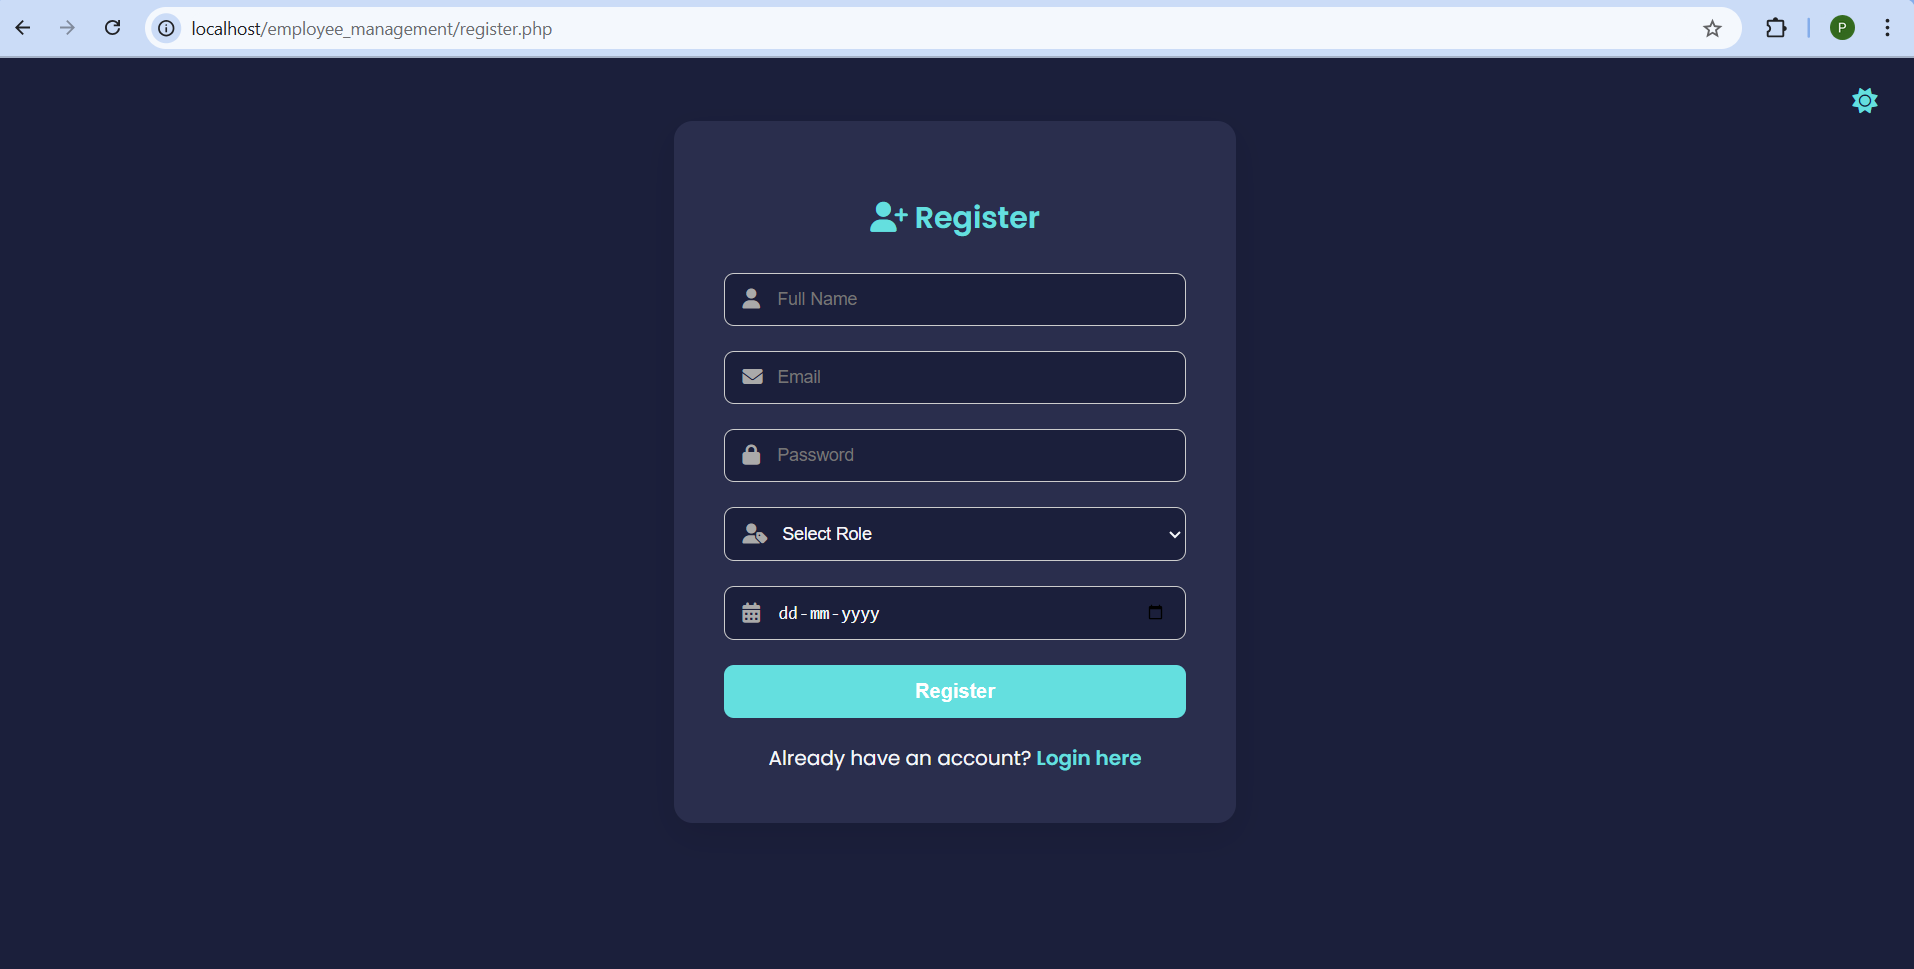 localhost/employee_management/register.php
P
Register
Full Name
Email
Password
Select Role
dd-mm-yyyy
Register
Already have an account? Login here